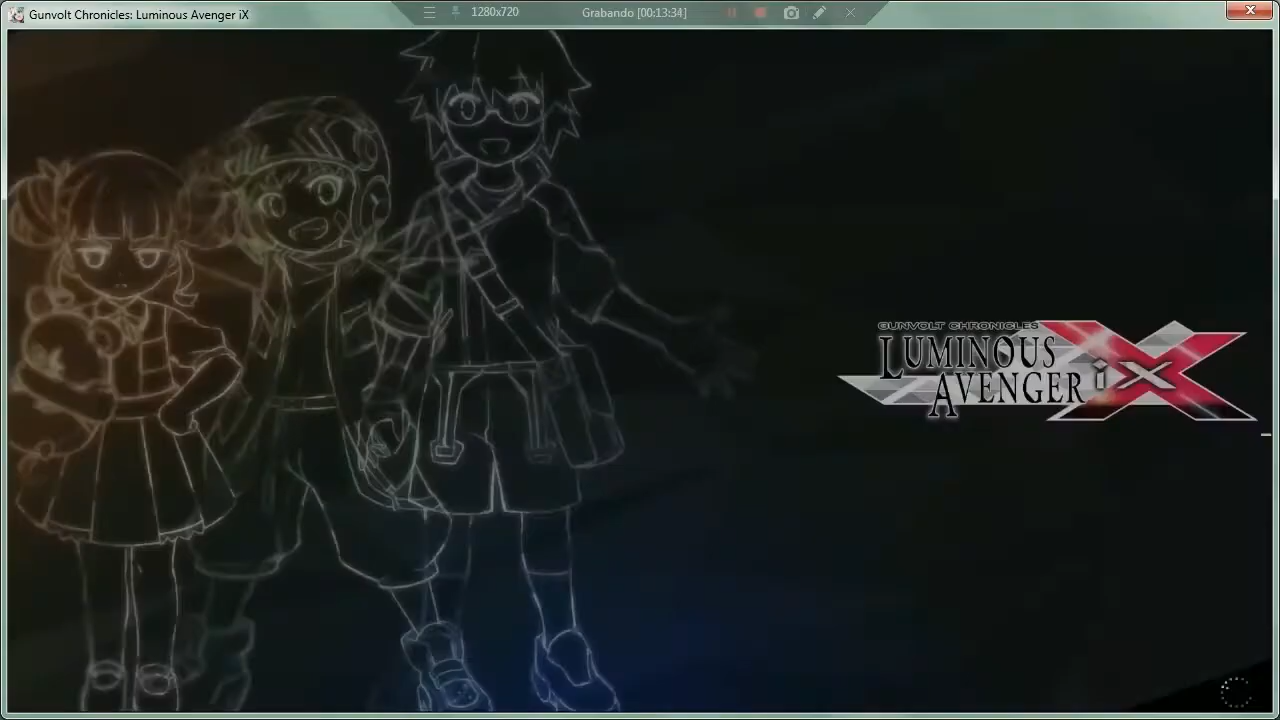 Gunvolt Chronicles: Luminous Avenger iX
1280x720
Grabando [00:13:34]
GUNVOLT CHRONICLES
LUMINOUS
AVENGER iX